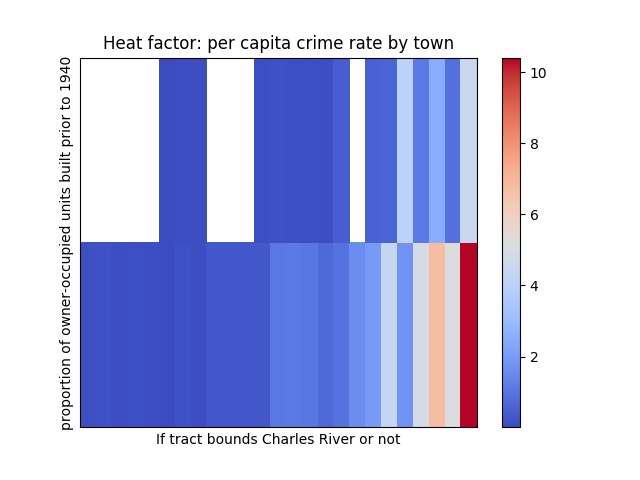 Heat factor: per capita crime rate by town
proportion of owner-occupied units built prior to 1940
If tract bounds Charles River or not
10
8
6
4
2